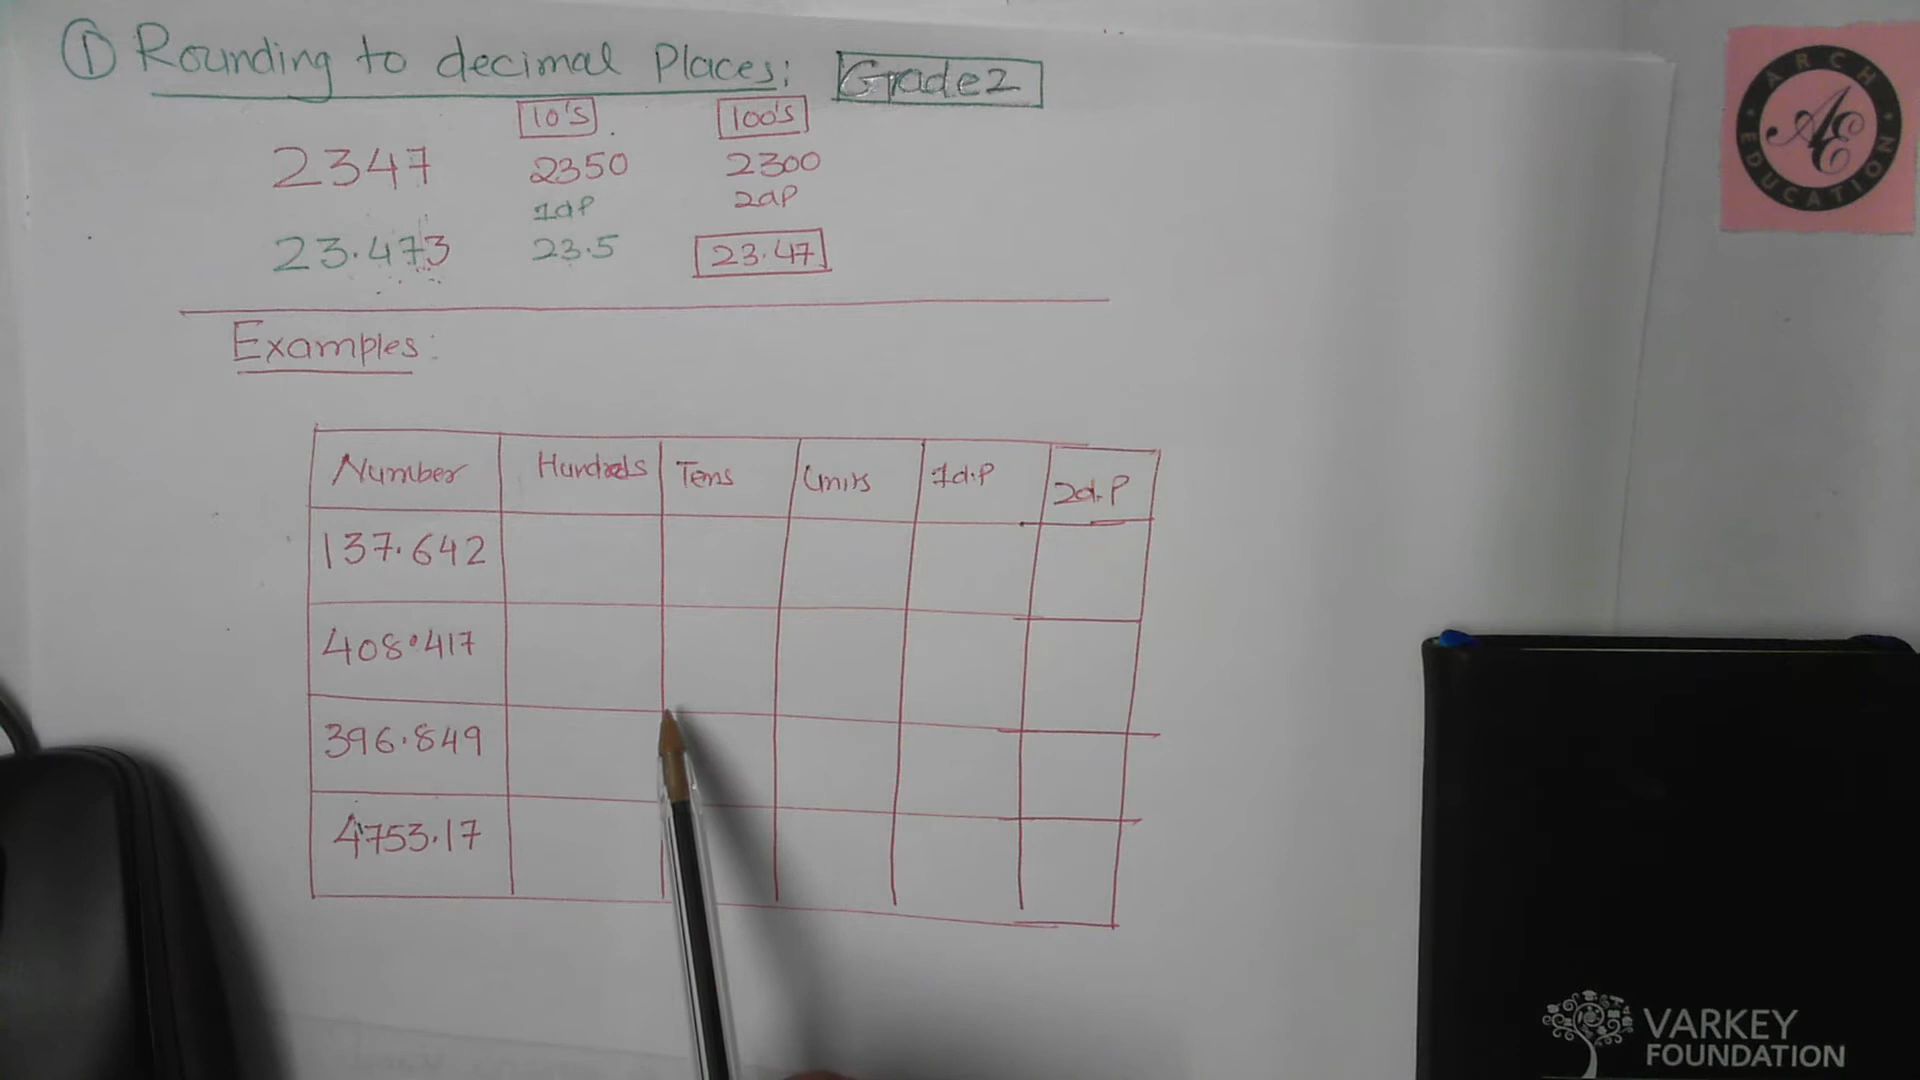 ① Rounding to decimal Places: Grade 2
10's 100's
2347 2350 2300
1dP 2dP
23.473 23.5 23.47
Examples:
Number Hundreds Tens Units 1d.P 2d.P
137.642
408.417
396.849
4753.17
ARCH EDUCATION
AE
VARKEY
FOUNDATION